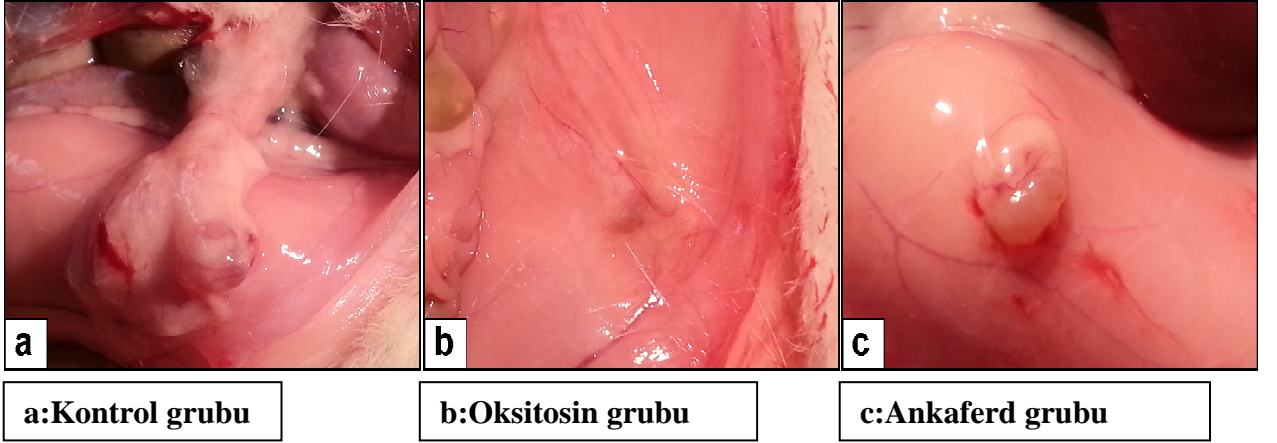 a
b
c
a:Kontrol grubu
b:Oksitosin grubu
c:Ankaferd grubu